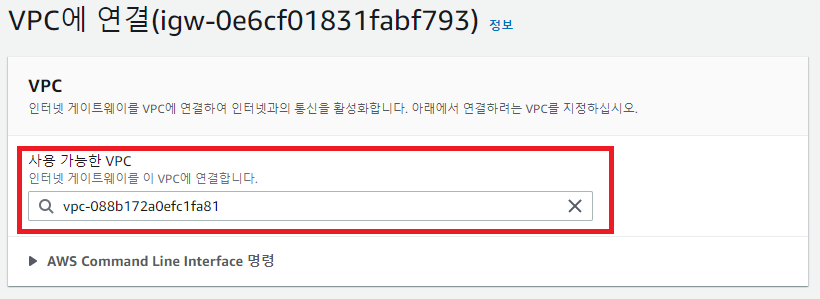 VPC에 연결(igw-0e6cf01831fabf793) 정보
VPC
인터넷 게이트웨이를 VPC에 연결하여 인터넷과의 통신을 활성화합니다. 아래에서 연결하려는 VPC를 지정하십시오.
사용 가능한 VPC
인터넷 게이트웨이를 이 VPC에 연결합니다.
vpc-088b172a0efc1fa81
AWS Command Line Interface 명령